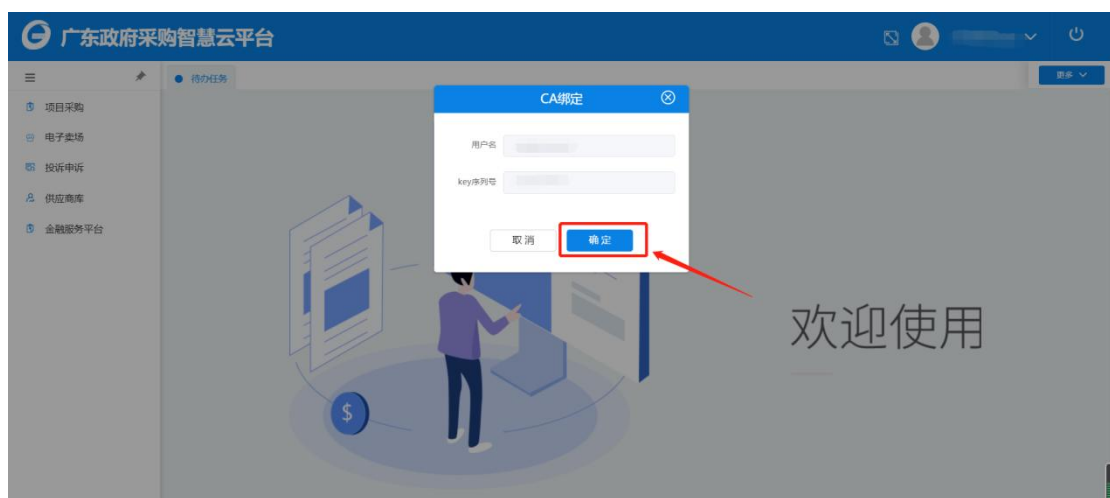 广东政府采购智慧云平台
待办任务
更多
项目采购
电子卖场
投诉申诉
供应商库
金融服务平台
CA绑定
用户名
key序列号
取消
确定
欢迎使用
$